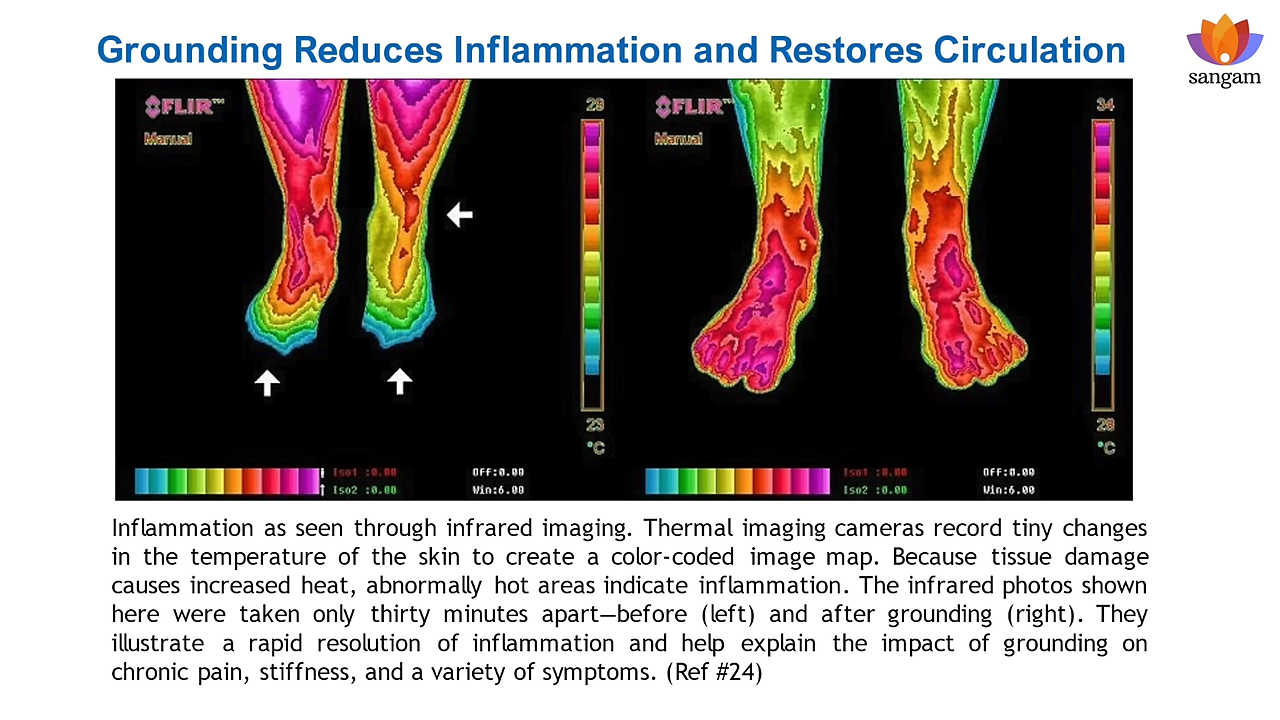 Grounding Reduces Inflammation and Restores Circulation
sangam
FLIR™
Manual
29
23
°C
Iso1 :0.00
Iso2 :0.00
Off:0.00
Win:6.00
FLIR™
Manual
34
28
°C
Iso1 :0.00
Iso2 :0.00
Off:0.00
Win:6.00
Inflammation as seen through infrared imaging. Thermal imaging cameras record tiny changes
in the temperature of the skin to create a color-coded image map. Because tissue damage
causes increased heat, abnormally hot areas indicate inflammation. The infrared photos shown
here were taken only thirty minutes apart—before (left) and after grounding (right). They
illustrate a rapid resolution of inflammation and help explain the impact of grounding on
chronic pain, stiffness, and a variety of symptoms. (Ref #24)